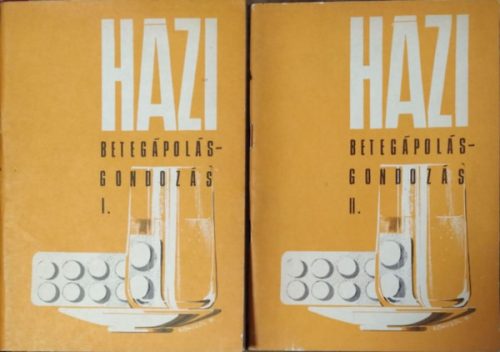 HÁZI
BETEGÁPOLÁS-
GONDOZÁS
I.
HÁZI
BETEGÁPOLÁS-
GONDOZÁS
II.